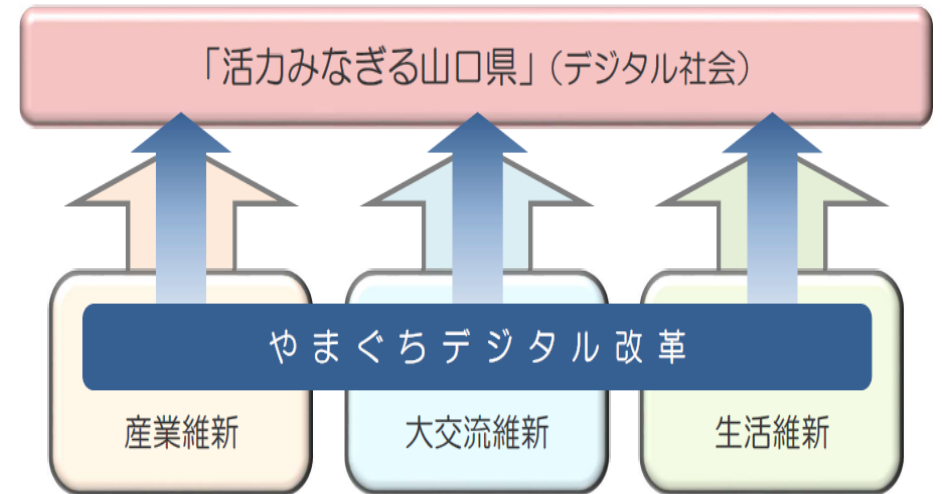 「活力みなぎる山口県」（デジタル社会）
やまぐちデジタル改革
産業維新
大交流維新
生活維新